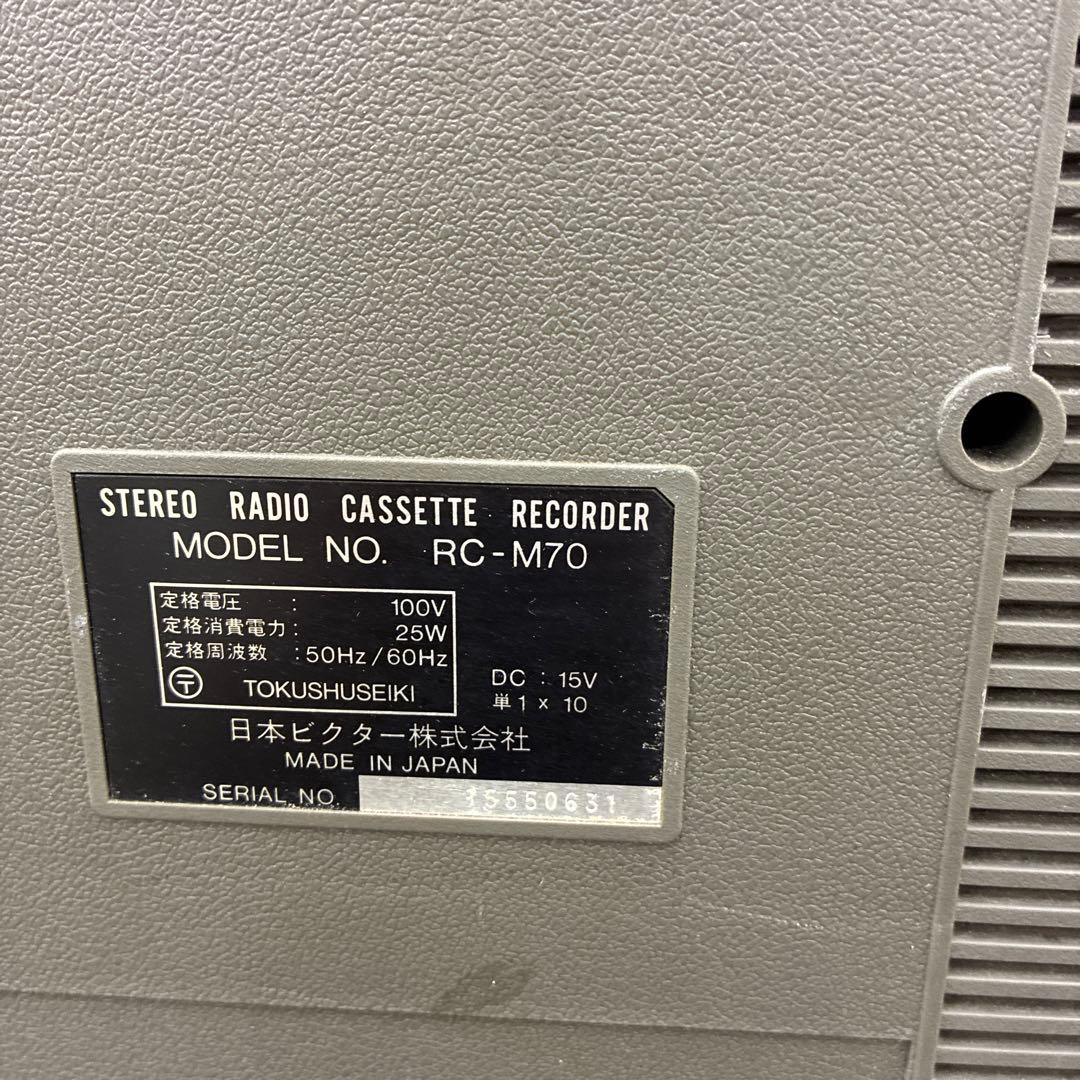 STEREO RADIO CASSETTE RECORDER
MODEL NO. RC-M70
定格電圧 : 100V
定格消費電力: 25W
定格周波数 :50Hz/60Hz
〒 TOKUSHUSEIKI
DC : 15V
単1 × 10
日本ビクター株式会社
MADE IN JAPAN
SERIAL NO. 15550631